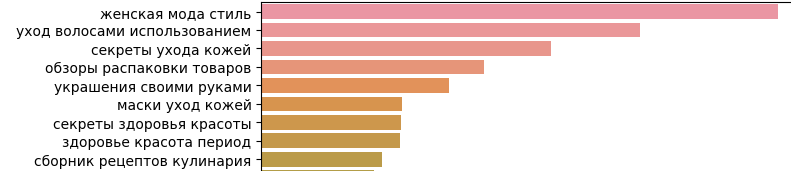 женская мода стиль
уход волосами использованием
секреты ухода кожей
обзоры распаковки товаров
украшения своими руками
маски уход кожей
секреты здоровья красоты
здоровье красота период
сборник рецептов кулинария